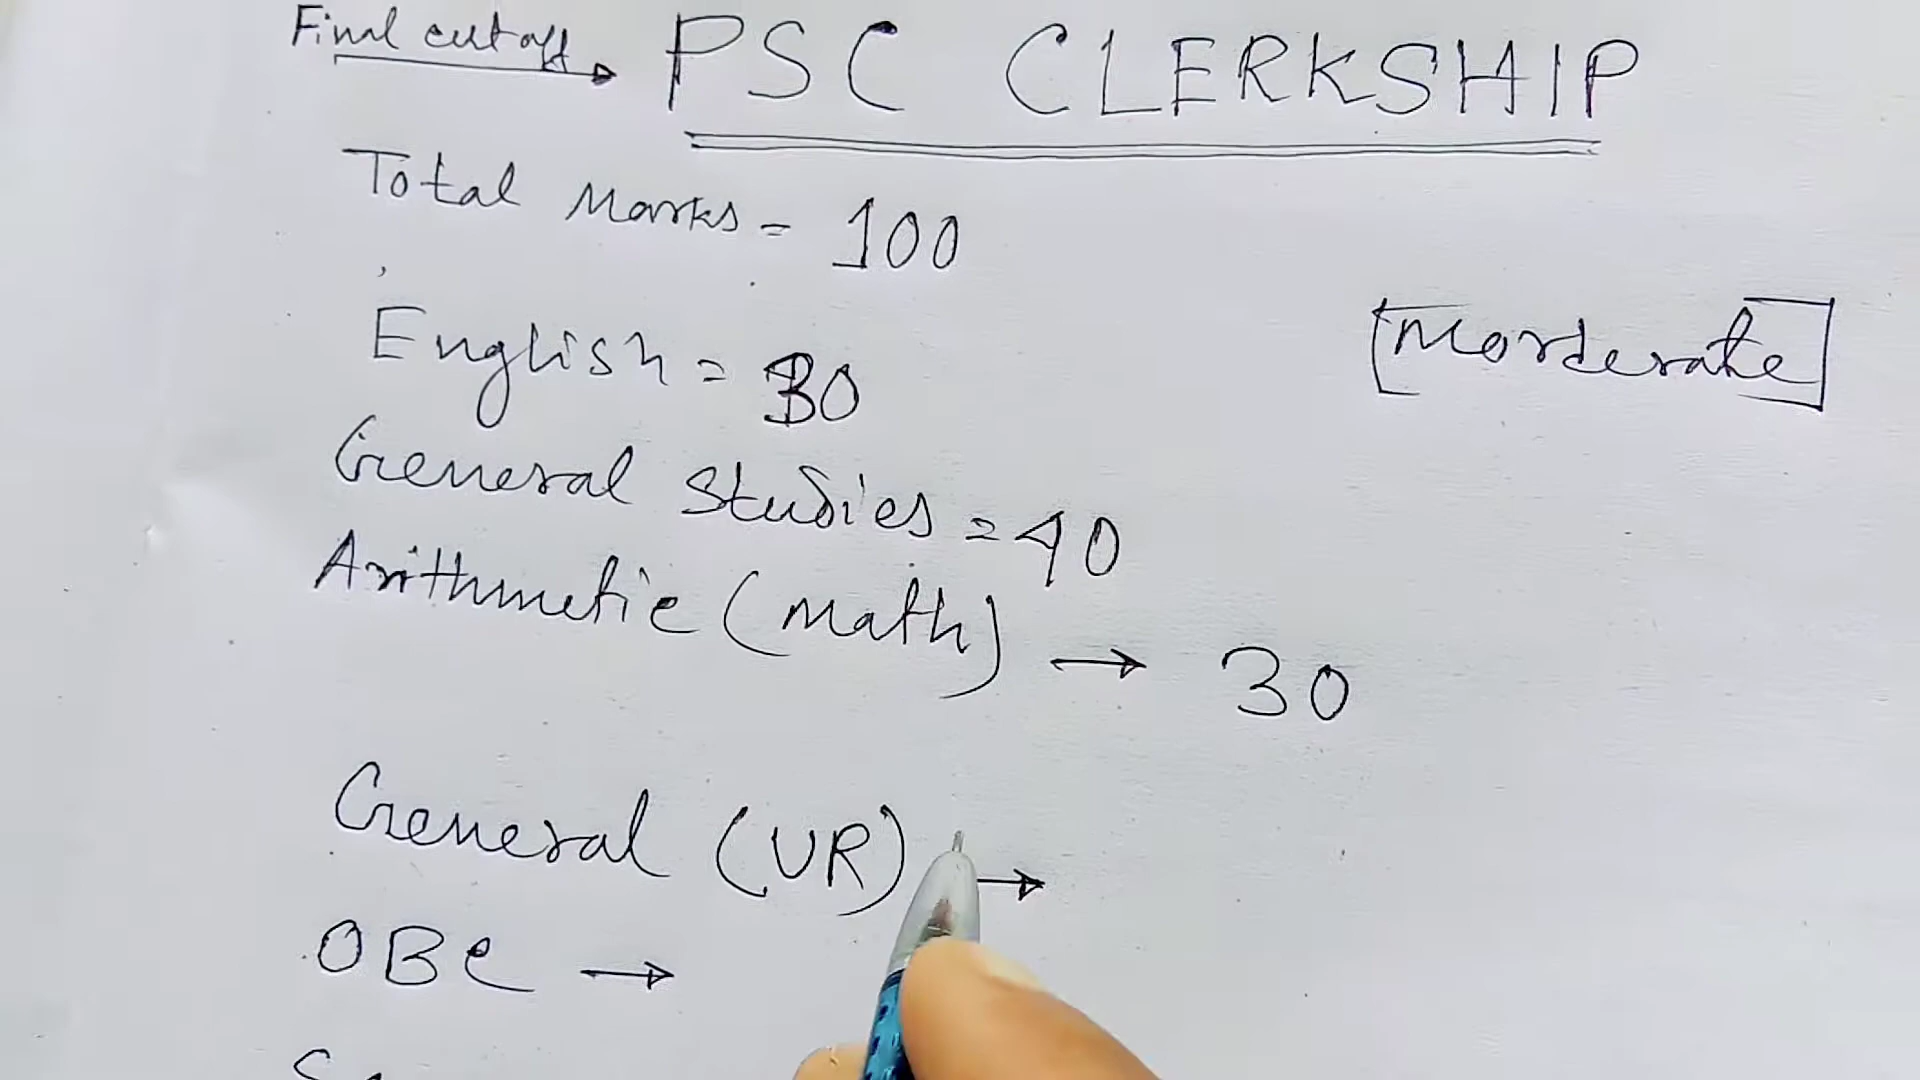 Final cut off → PSC CLERKSHIP
Total Marks = 100
English = 30
[Morderate]
General Studies = 40
Arithmetic (Math) → 30
General (UR) →
OBC →